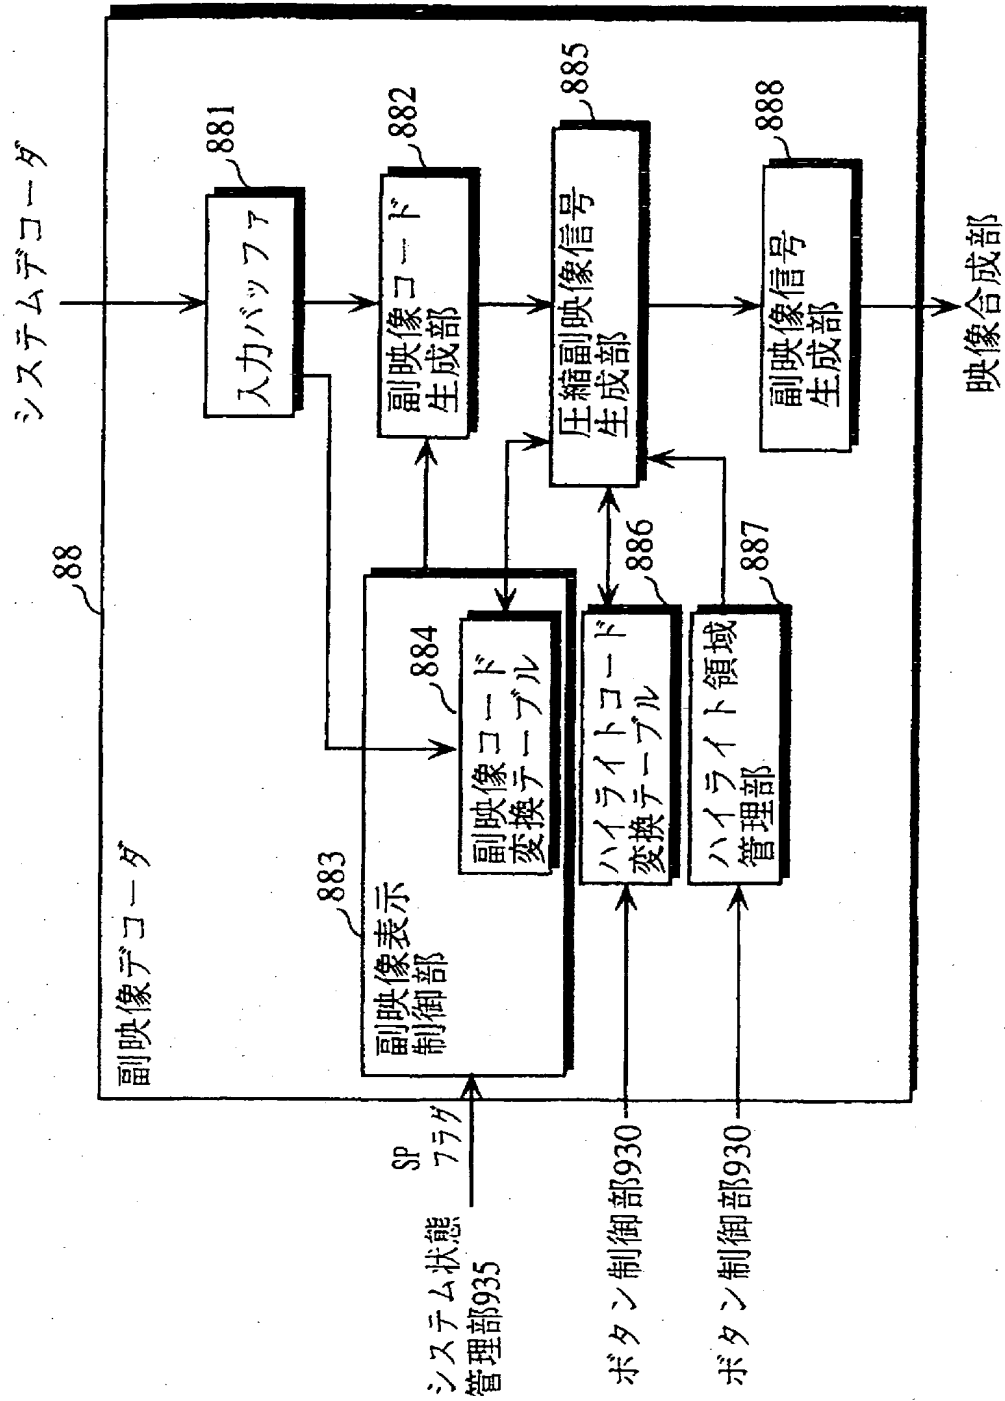 副映像デコーダ
88
システムデコーダ
881
入力バッファ
882
副映像コード
生成部
883
副映像表示
制御部
884
副映像コード
変換テーブル
885
圧縮副映像信号
生成部
886
ハイライトコード
変換テーブル
887
ハイライト領域
管理部
888
副映像信号
生成部
映像合成部
SP
フラグ
システム状態
管理部935
ボタン制御部930
ボタン制御部930